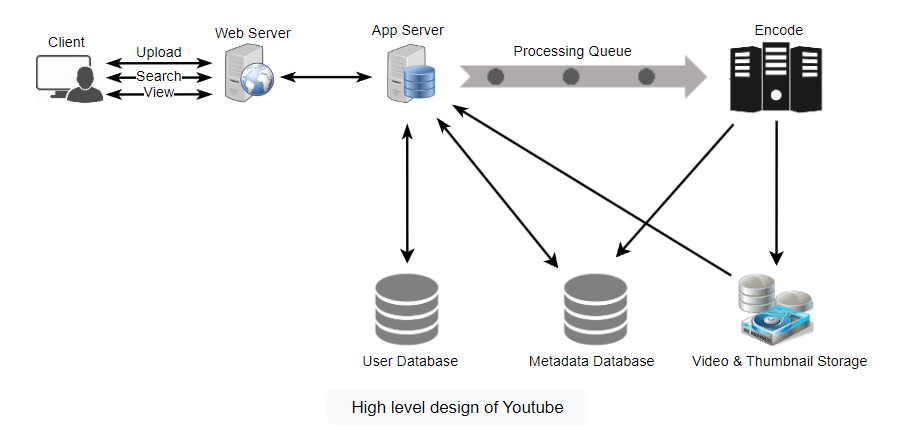 Client
Upload
Search
View
Web Server
App Server
Processing Queue
Encode
User Database
Metadata Database
Video & Thumbnail Storage
High level design of Youtube